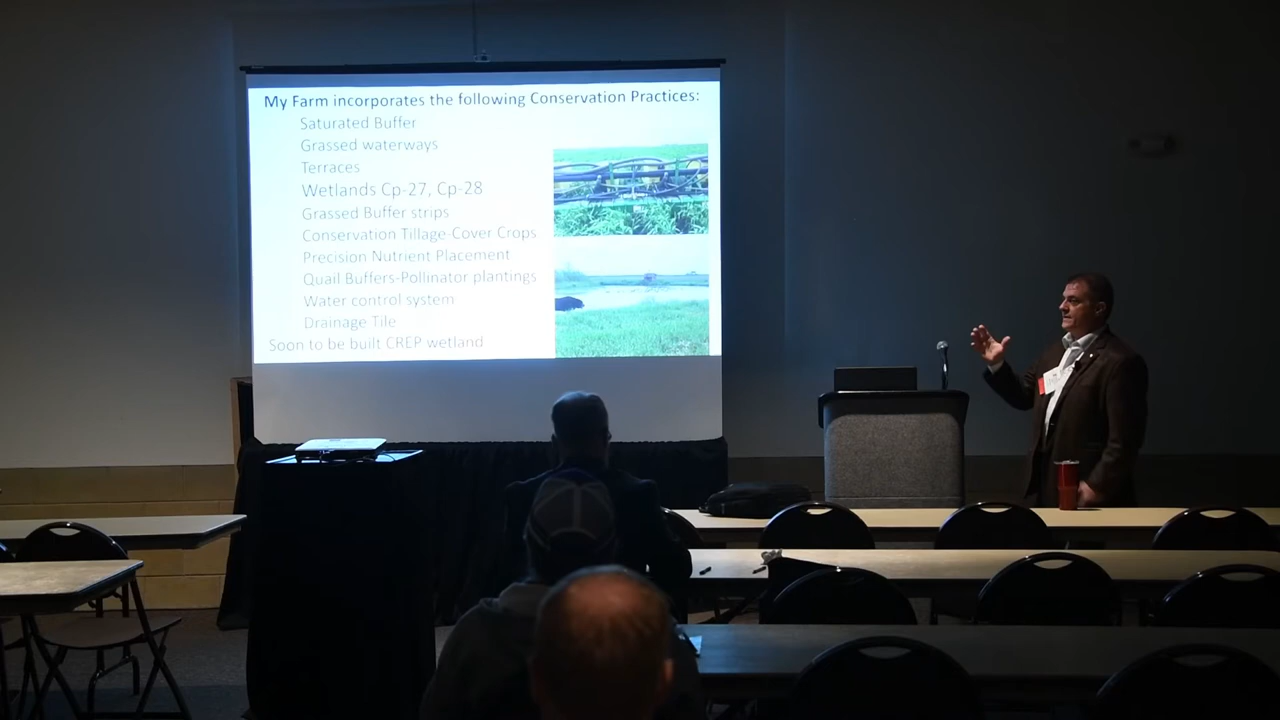 My Farm incorporates the following Conservation Practices:
Saturated Buffer
Grassed waterways
Terraces
Wetlands Cp-27, Cp-28
Grassed Buffer strips
Conservation Tillage-Cover Crops
Precision Nutrient Placement
Quail Buffers-Pollinator plantings
Water control system
Drainage Tile
Soon to be built CREP wetland